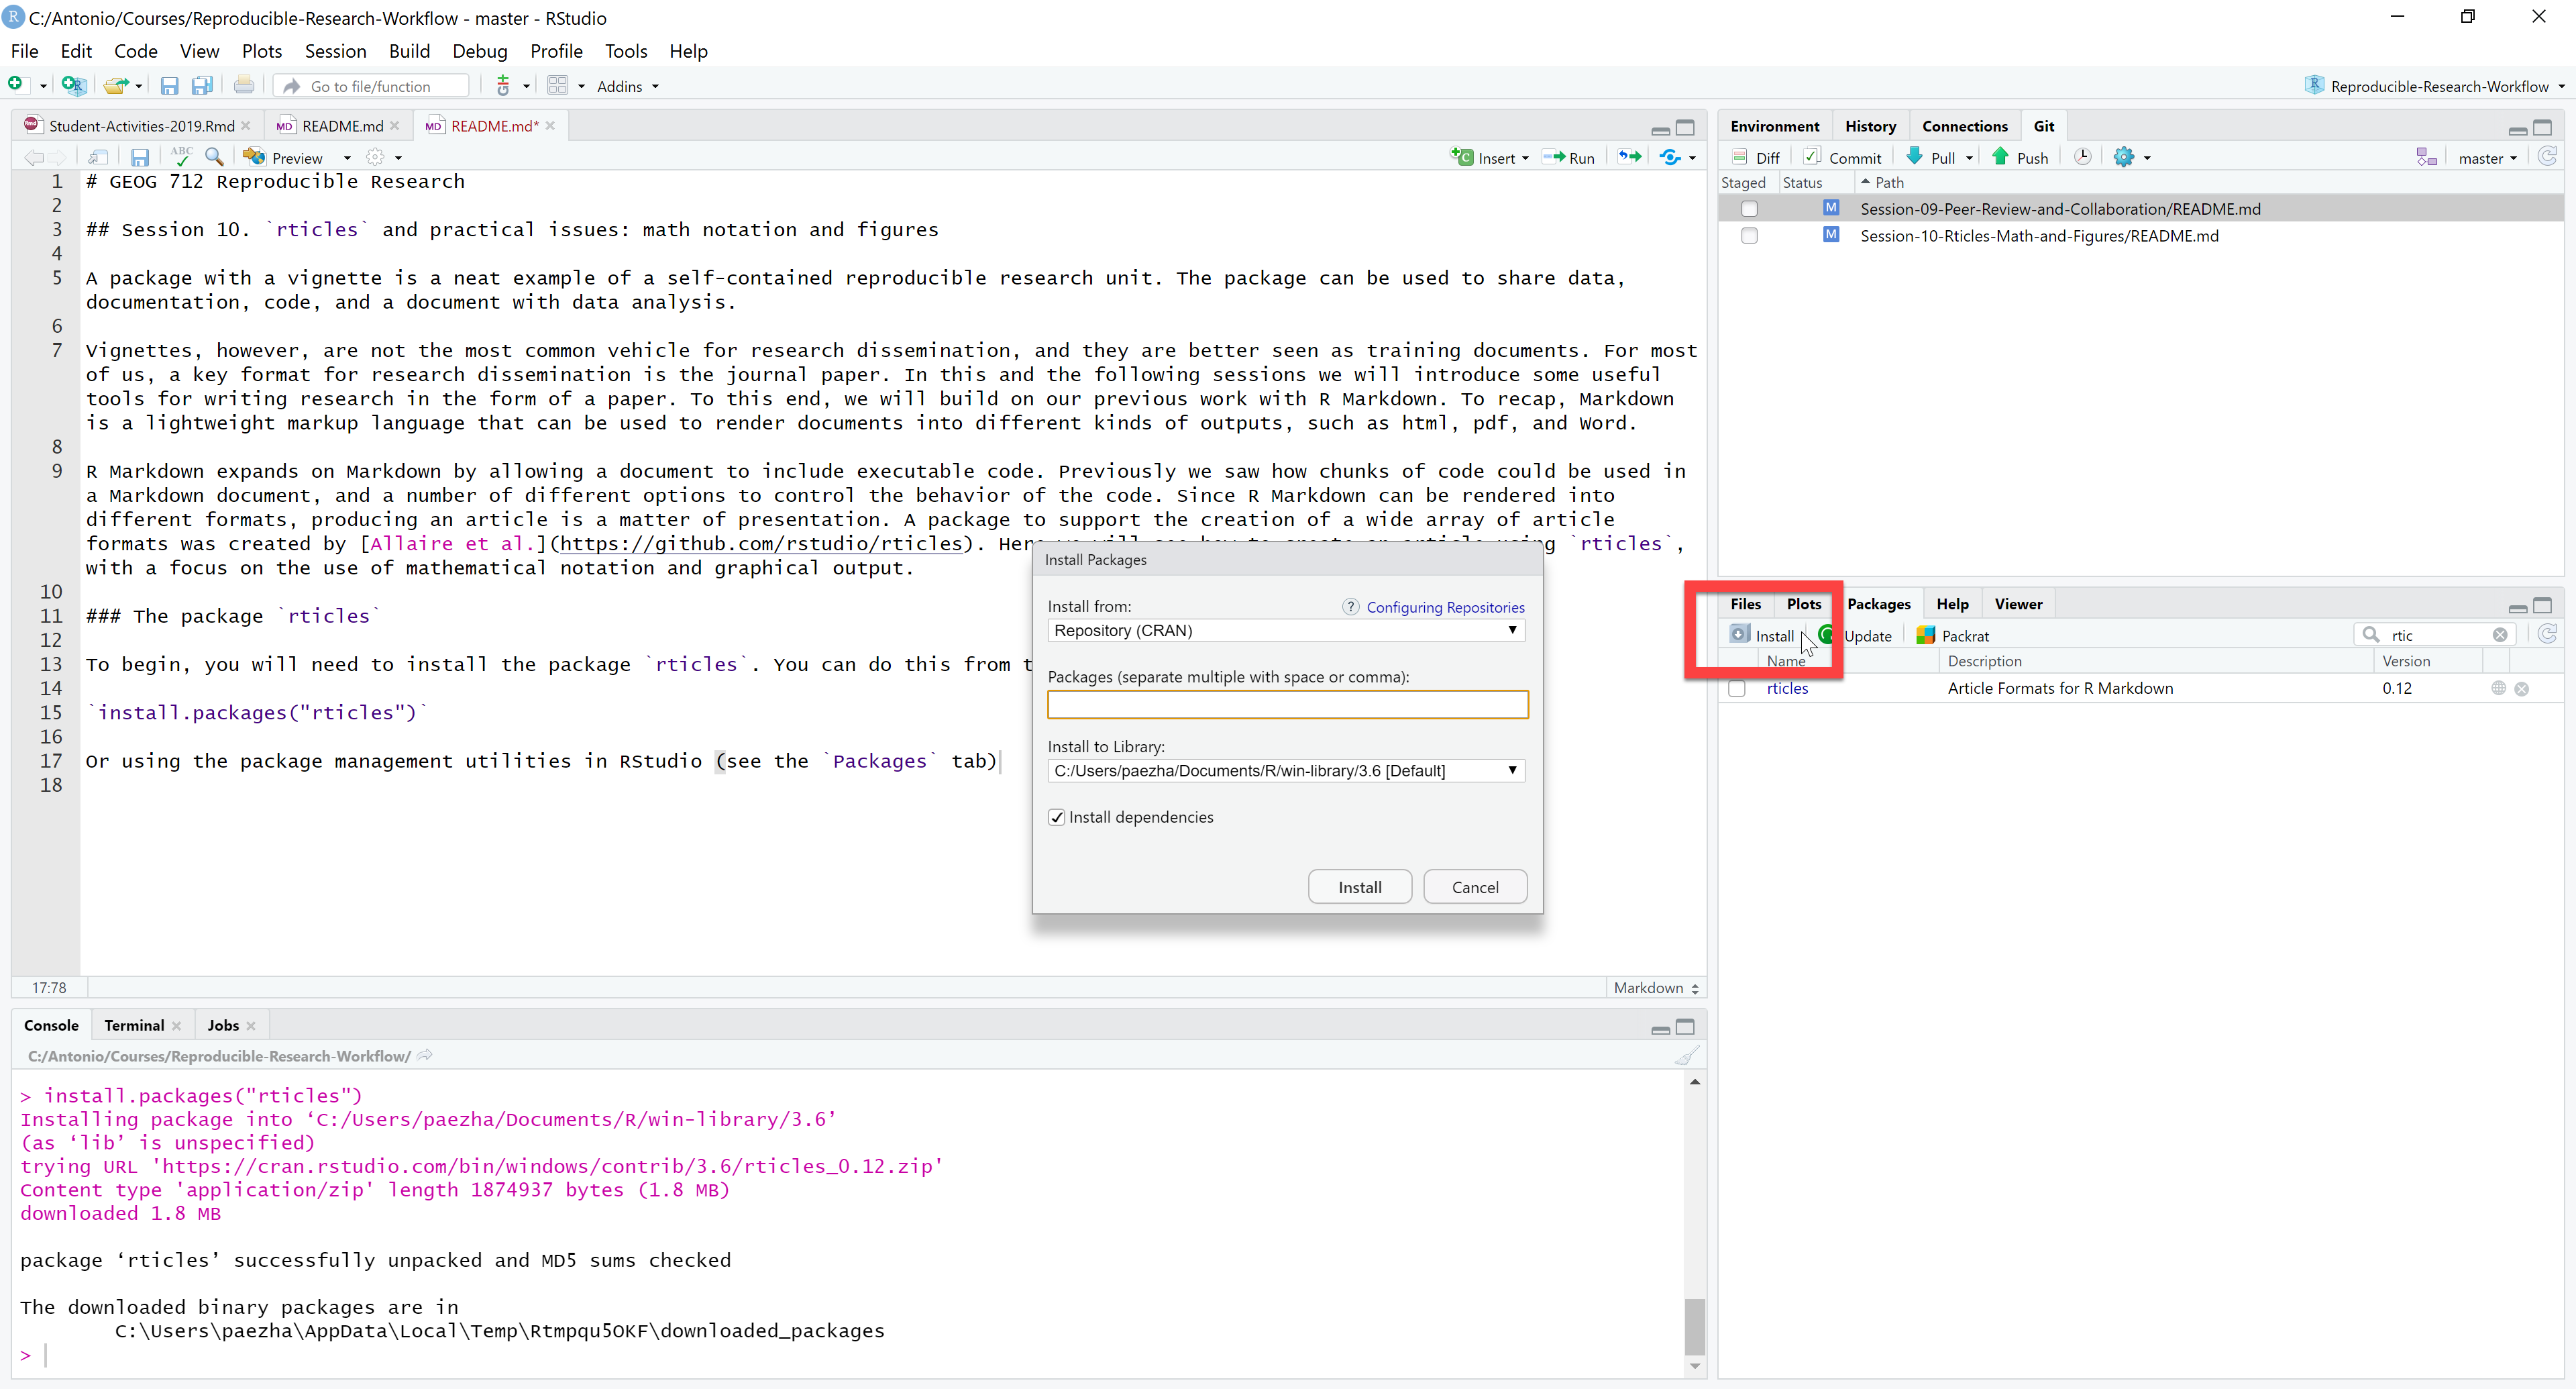 C:/Antonio/Courses/Reproducible-Research-Workflow - master - RStudio
File Edit Code View Plots Session Build Debug Profile Tools Help
Go to file/function Addins Reproducible-Research-Workflow
Student-Activities-2019.Rmd README.md README.md*
ABC Preview Insert Run
1 # GEOG 712 Reproducible Research
2
3 ## Session 10. `rticles` and practical issues: math notation and figures
4
5 A package with a vignette is a neat example of a self-contained reproducible research unit. The package can be used to share data,
documentation, code, and a document with data analysis.
6
7 Vignettes, however, are not the most common vehicle for research dissemination, and they are better seen as training documents. For most
of us, a key format for research dissemination is the journal paper. In this and the following sessions we will introduce some useful
tools for writing research in the form of a paper. To this end, we will build on our previous work with R Markdown. To recap, Markdown
is a lightweight markup language that can be used to render documents into different kinds of outputs, such as html, pdf, and Word.
8
9 R Markdown expands on Markdown by allowing a document to include executable code. Previously we saw how chunks of code could be used in
a Markdown document, and a number of different options to control the behavior of the code. Since R Markdown can be rendered into
different formats, producing an article is a matter of presentation. A package to support the creation of a wide array of article
formats was created by [Allaire et al.](https://github.com/rstudio/rticles). Here we will see how to create an article using `rticles`,
with a focus on the use of mathematical notation and graphical output.
10
11 ### The package `rticles`
12
13 To begin, you will need to install the package `rticles`. You can do this from t
14
15 `install.packages("rticles")`
16
17 Or using the package management utilities in RStudio (see the `Packages` tab)
18
17:78 Markdown
Install Packages
Install from: ? Configuring Repositories
Repository (CRAN)
Packages (separate multiple with space or comma):
Install to Library:
C:/Users/paezha/Documents/R/win-library/3.6 [Default]
Install dependencies
Install Cancel
Console Terminal Jobs
C:/Antonio/Courses/Reproducible-Research-Workflow/
> install.packages("rticles")
Installing package into ‘C:/Users/paezha/Documents/R/win-library/3.6’
(as ‘lib’ is unspecified)
trying URL 'https://cran.rstudio.com/bin/windows/contrib/3.6/rticles_0.12.zip'
Content type 'application/zip' length 1874937 bytes (1.8 MB)
downloaded 1.8 MB
package ‘rticles’ successfully unpacked and MD5 sums checked
The downloaded binary packages are in
C:\Users\paezha\AppData\Local\Temp\Rtmpqu5OKF\downloaded_packages
>
Environment History Connections Git
Diff Commit Pull Push master
Staged Status Path
M Session-09-Peer-Review-and-Collaboration/README.md
M Session-10-Rticles-Math-and-Figures/README.md
Files Plots Packages Help Viewer
Install Update Packrat rtic
Name Description Version
rticles Article Formats for R Markdown 0.12